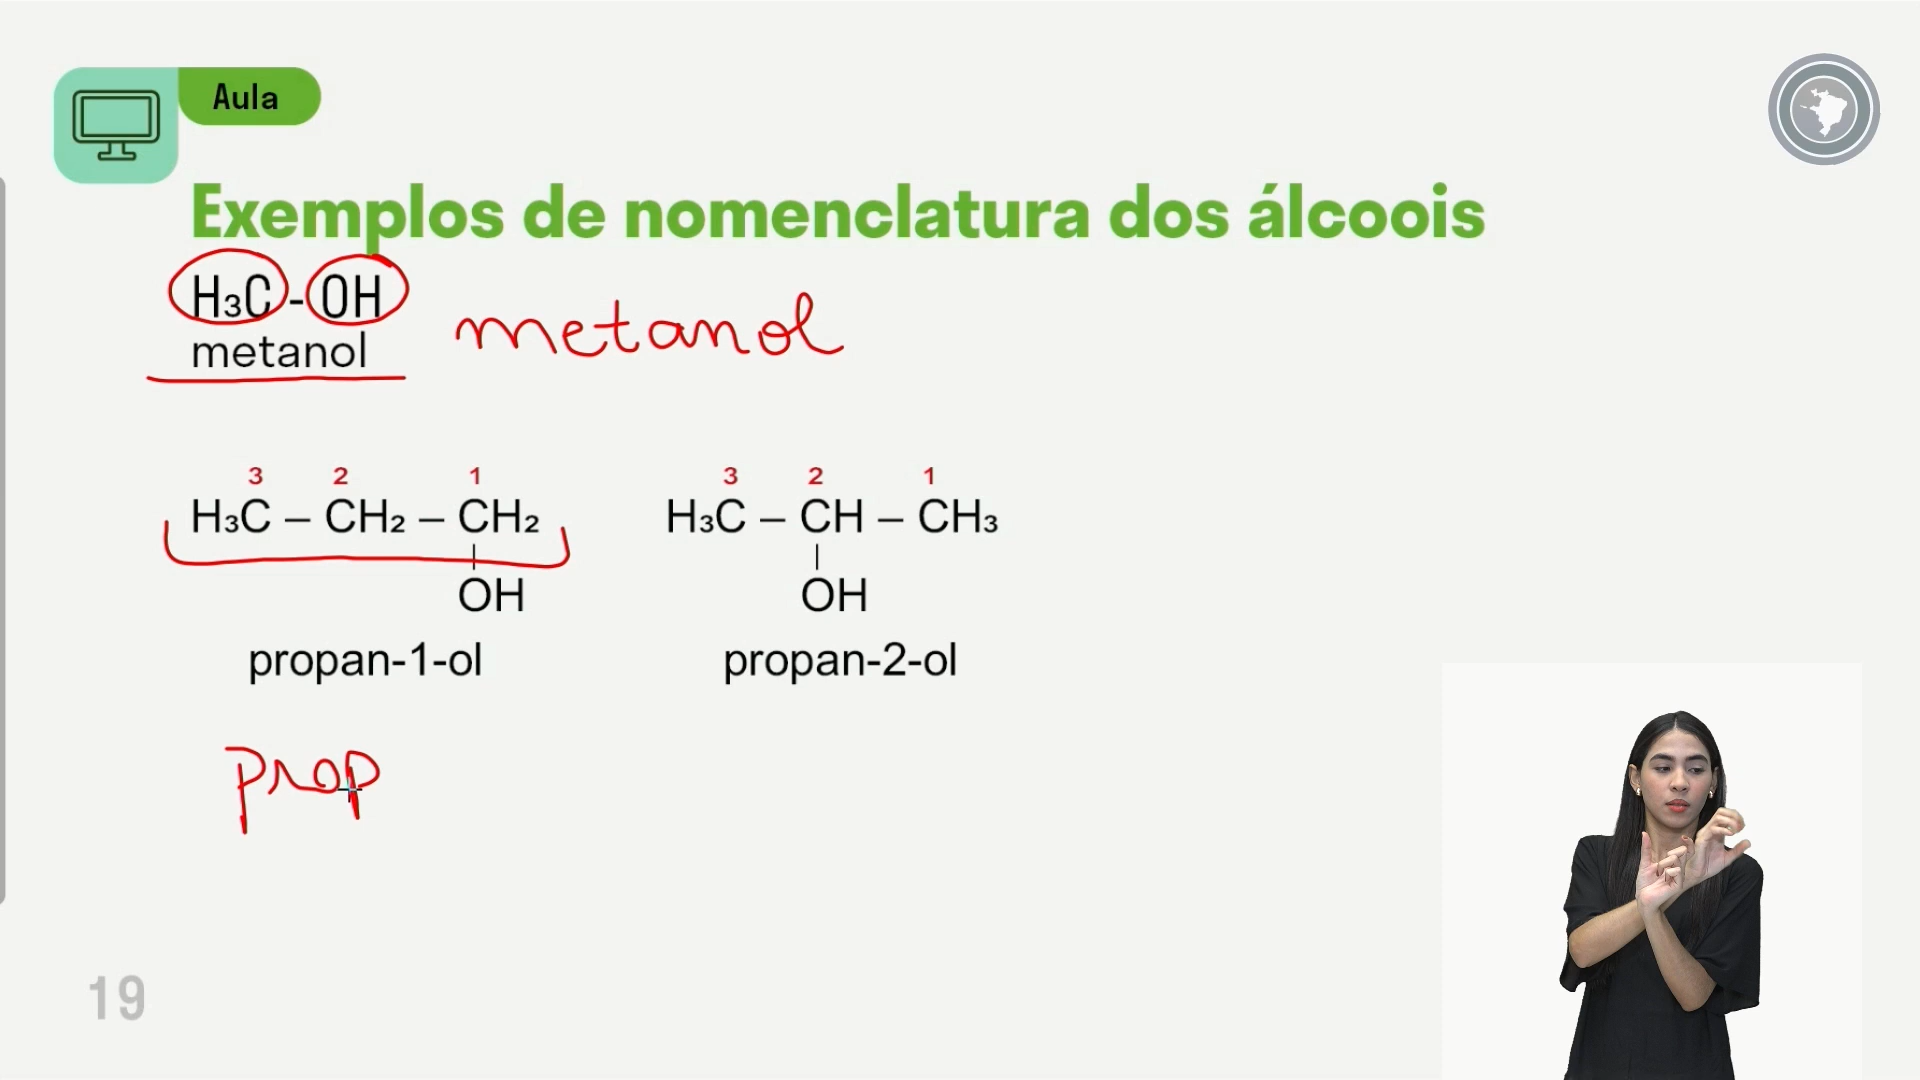 Aula
Exemplos de nomenclatura dos álcoois
H₃C-OH
metanol
metanol
3 2 1
H₃C – CH₂ – CH₂
OH
propan-1-ol
3 2 1
H₃C – CH – CH₃
OH
propan-2-ol
prop
19